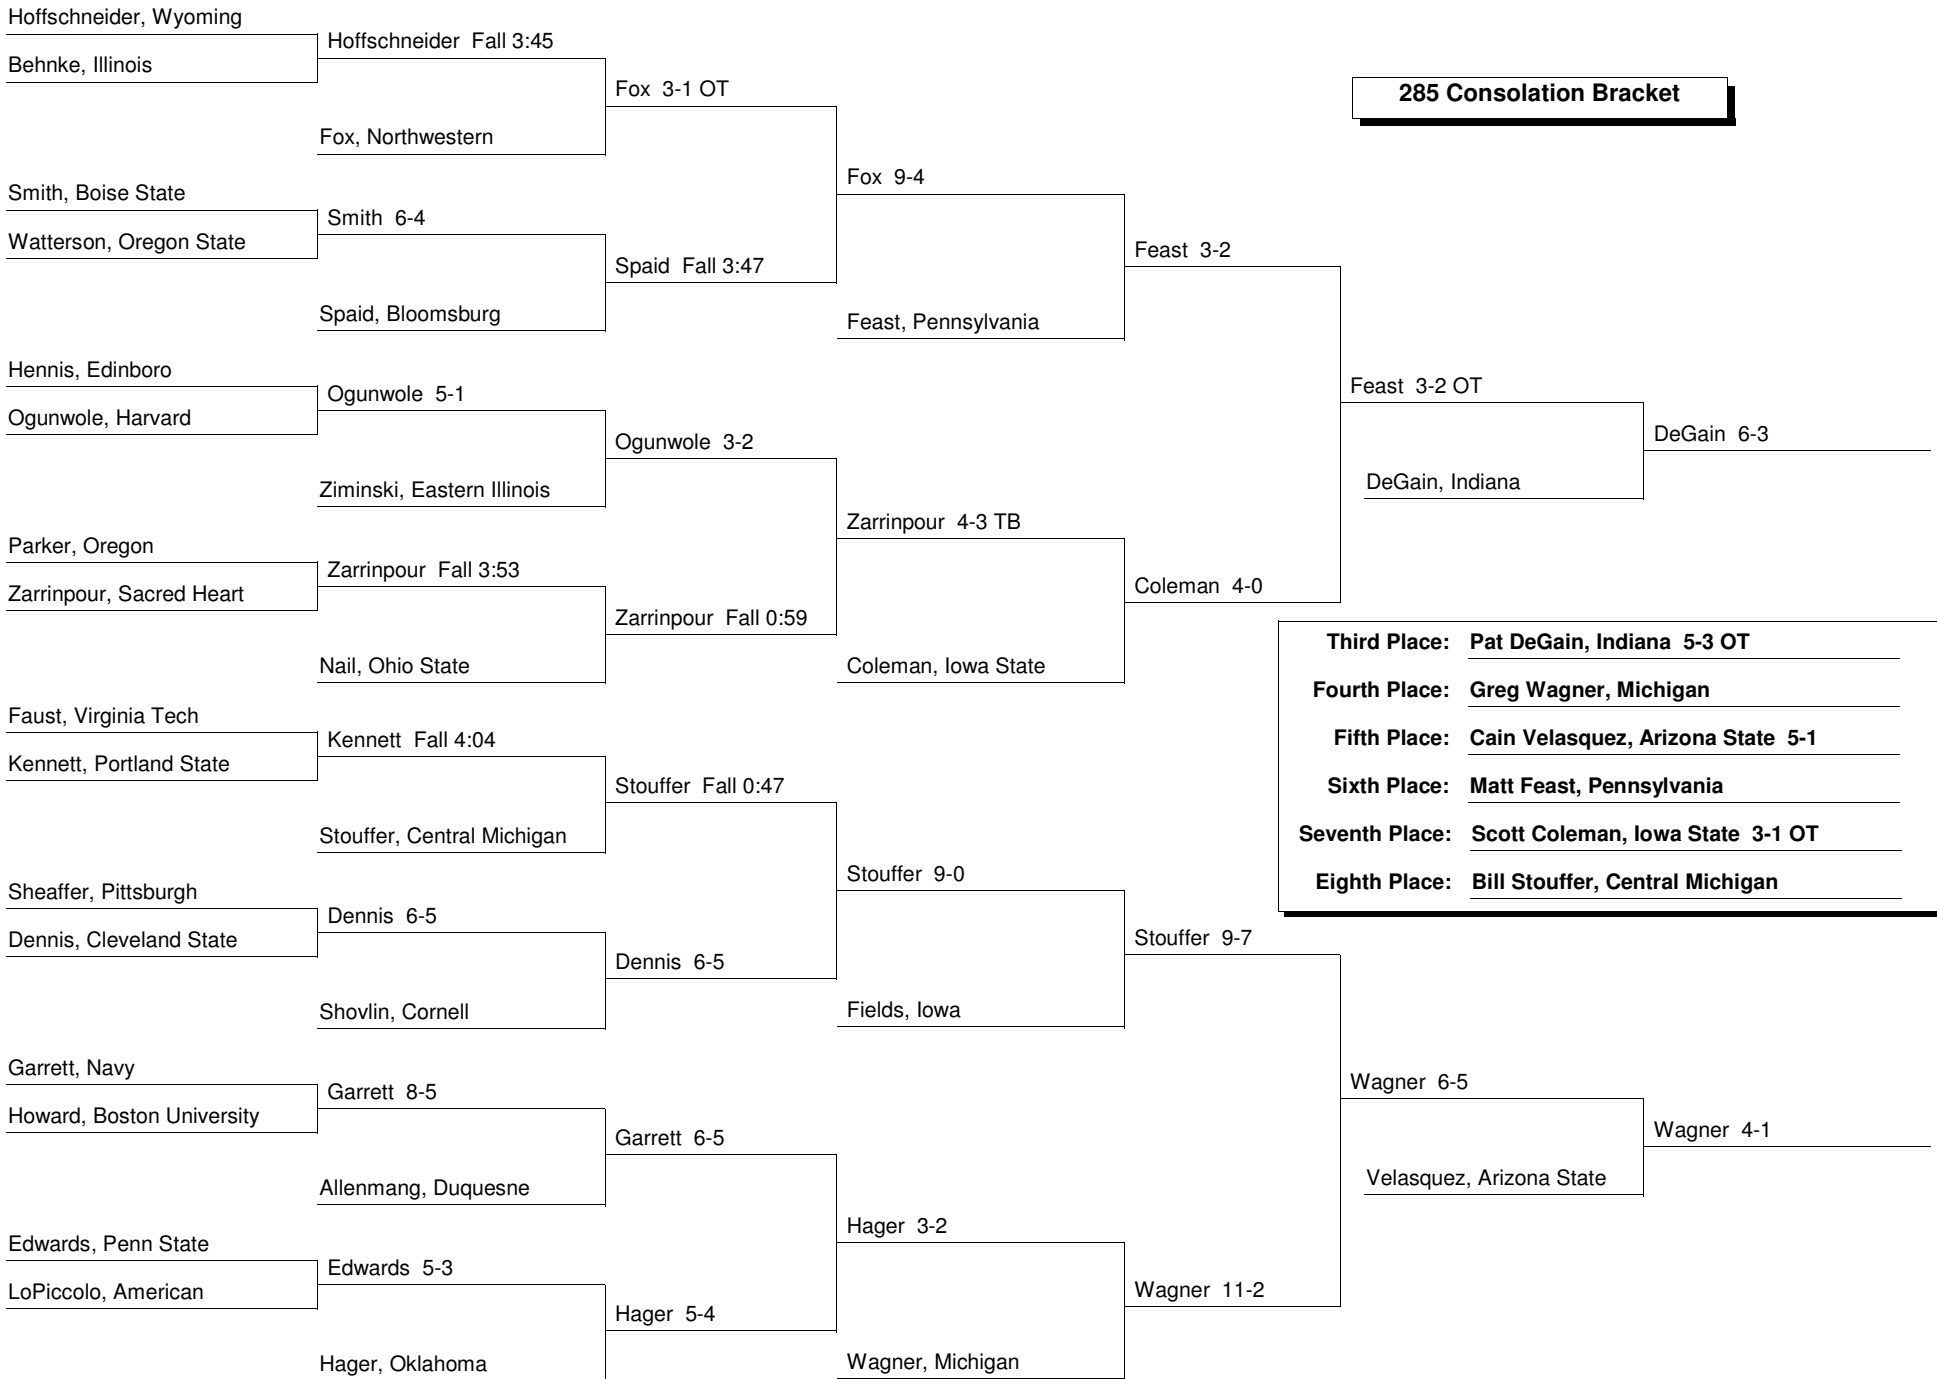 Hoffschneider, Wyoming
Hoffschneider Fall 3:45
Behnke, Illinois
Fox 3-1 OT
285 Consolation Bracket
Fox, Northwestern
Fox 9-4
Smith, Boise State
Smith 6-4
Watterson, Oregon State
Feast 3-2
Spaid Fall 3:47
Spaid, Bloomsburg
Feast, Pennsylvania
Hennis, Edinboro
Feast 3-2 OT
Ogunwole 5-1
Ogunwole, Harvard
DeGain 6-3
Ogunwole 3-2
DeGain, Indiana
Ziminski, Eastern Illinois
Zarrinpour 4-3 TB
Parker, Oregon
Zarrinpour Fall 3:53
Coleman 4-0
Zarrinpour, Sacred Heart
Zarrinpour Fall 0:59
Third Place: Pat DeGain, Indiana 5-3 OT
Nail, Ohio State
Coleman, Iowa State
Fourth Place: Greg Wagner, Michigan
Faust, Virginia Tech
Fifth Place: Cain Velasquez, Arizona State 5-1
Kennett Fall 4:04
Kennett, Portland State
Stouffer Fall 0:47
Sixth Place: Matt Feast, Pennsylvania
Stouffer, Central Michigan
Seventh Place: Scott Coleman, Iowa State 3-1 OT
Stouffer 9-0
Eighth Place: Bill Stouffer, Central Michigan
Sheaffer, Pittsburgh
Dennis 6-5
Dennis, Cleveland State
Stouffer 9-7
Dennis 6-5
Shovlin, Cornell
Fields, Iowa
Garrett, Navy
Wagner 6-5
Garrett 8-5
Howard, Boston University
Wagner 4-1
Garrett 6-5
Velasquez, Arizona State
Allenmang, Duquesne
Hager 3-2
Edwards, Penn State
Edwards 5-3
LoPiccolo, American
Wagner 11-2
Hager 5-4
Hager, Oklahoma
Wagner, Michigan